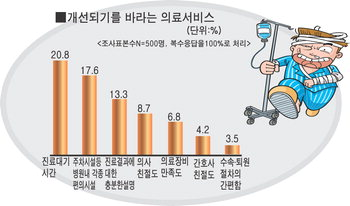 ■개선되기를 바라는 의료서비스
(단위:%)
<조사표본수N=500명, 복수응답을100%로 처리>
20.8
17.6
13.3
8.7
6.8
4.2
3.5
진료대기
시간
주차시설등
병원내 각종
편의시설
진료결과에
대한
충분한설명
의사
친절도
의료장비
만족도
간호사
친절도
수속·퇴원
절차의
간편함